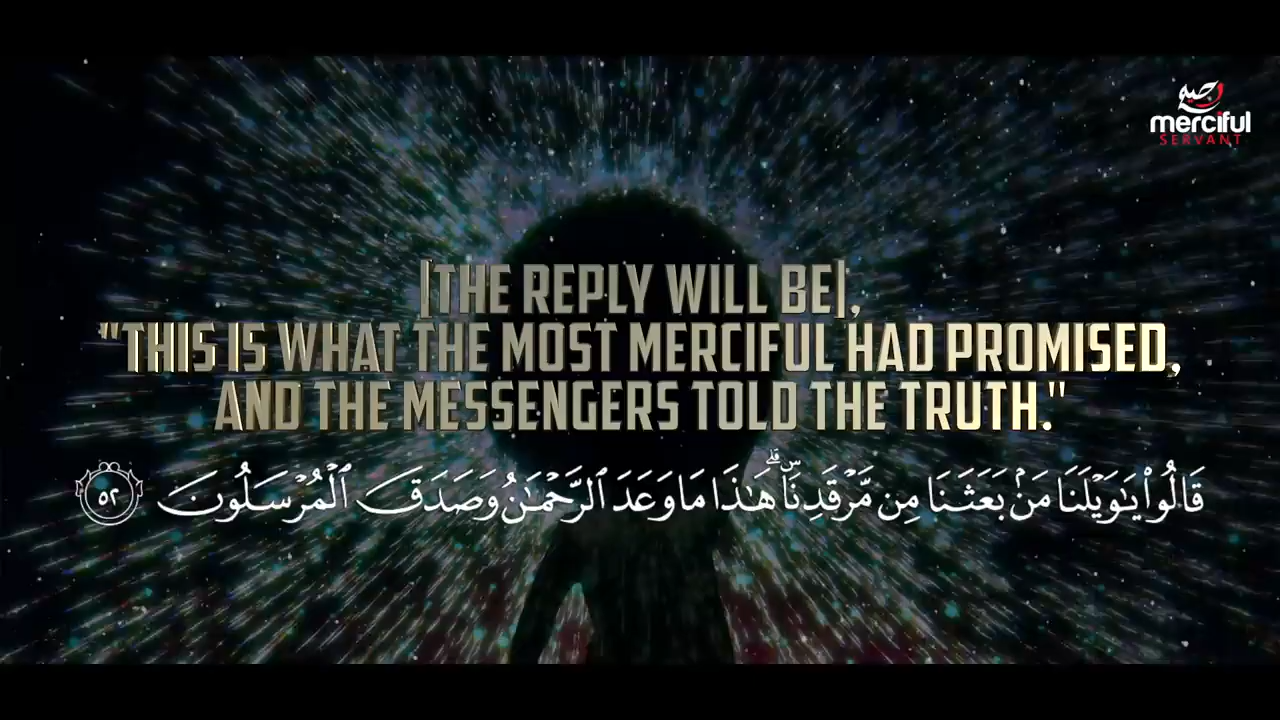 merciful
SERVANT
[THE REPLY WILL BE],
"THIS IS WHAT THE MOST MERCIFUL HAD PROMISED,
AND THE MESSENGERS TOLD THE TRUTH."
قَالُوا۟ يَـٰوَيْلَنَا مَنۢ بَعَثَنَا مِن مَّرْقَدِنَا ۜ ۗ هَـٰذَا مَا وَعَدَ ٱلرَّحْمَـٰنُ وَصَدَقَ ٱلْمُرْسَلُونَ ٥٢